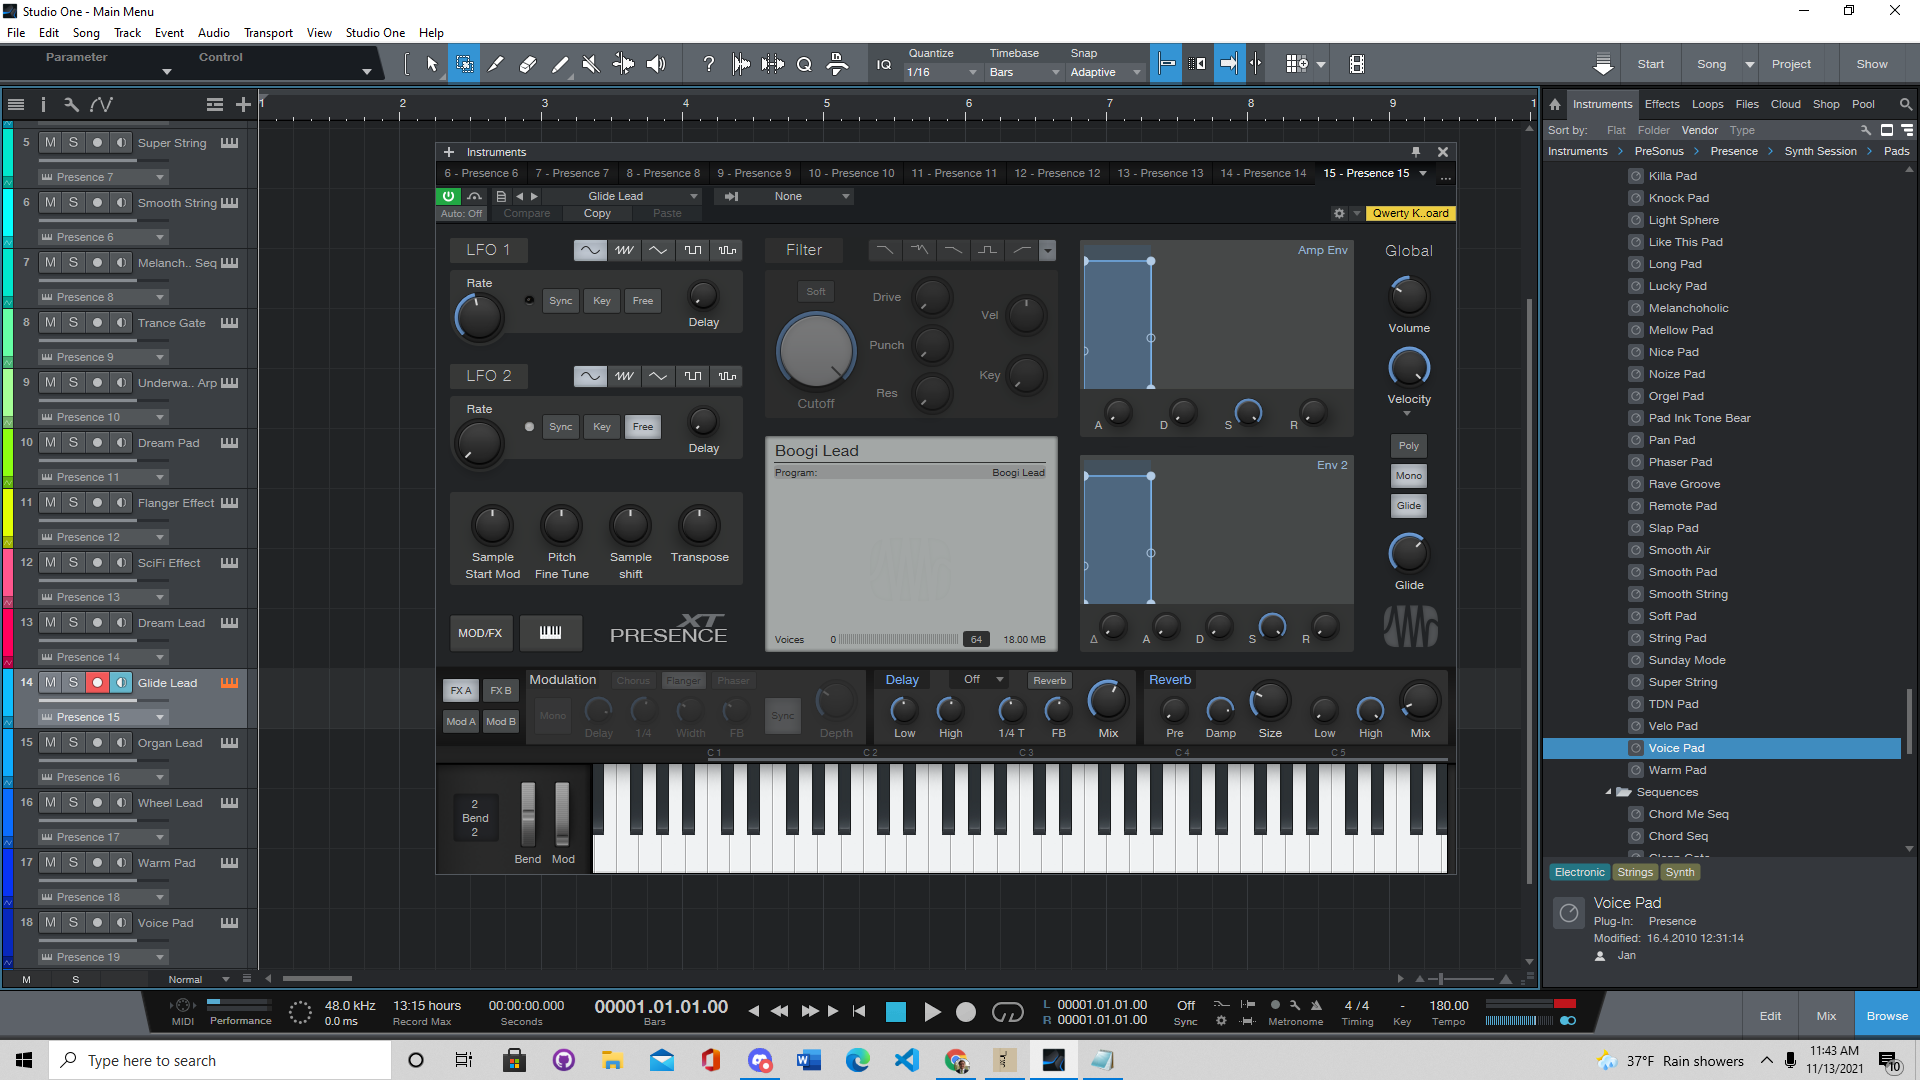 Studio One - Main Menu
File Edit Song Track Event Audio Transport View Studio One Help
Parameter Control
IQ Quantize 1/16 Timebase Bars Snap Adaptive
Start Song Project Show
1 2 3 4 5 6 7 8 9 1
5 M S Super String
Presence 7
6 M S Smooth String
Presence 6
7 M S Melanch.. Seq
Presence 8
8 M S Trance Gate
Presence 9
9 M S Underwa.. Arp
Presence 10
10 M S Dream Pad
Presence 11
11 M S Flanger Effect
Presence 12
12 M S SciFi Effect
Presence 13
13 M S Dream Lead
Presence 14
14 M S Glide Lead
Presence 15
15 M S Organ Lead
Presence 16
16 M S Wheel Lead
Presence 17
17 M S Warm Pad
Presence 18
18 M S Voice Pad
Presence 19
M S Normal
Instruments
6 - Presence 6 7 - Presence 7 8 - Presence 8 9 - Presence 9 10 - Presence 10 11 - Presence 11 12 - Presence 12 13 - Presence 13 14 - Presence 14 15 - Presence 15 ...
Glide Lead None
Auto: Off Compare Copy Paste Qwerty K..oard
LFO 1
Rate Sync Key Free Delay
LFO 2
Rate Sync Key Free Delay
Sample Start Mod Pitch Fine Tune Sample shift Transpose
MOD/FX
PRESENCE XT
Filter
Soft Drive Vel
Punch
Key
Cutoff Res
Boogi Lead
Program: Boogi Lead
Voices 0 64 18.00 MB
Amp Env
A D S R
Env 2
A D S R
Global
Volume
Velocity
Poly
Mono
Glide
Glide
FX A FX B
Mod A Mod B
Modulation Chorus Flanger Phaser
Mono Delay 1/4 Width FB Sync Depth
Delay Off Reverb
Low High 1/4 T FB Mix
Reverb
Pre Damp Size Low High Mix
C 1 C 2 C 3 C 4 C 5
2
Bend
2
Bend Mod
Instruments Effects Loops Files Cloud Shop Pool
Sort by: Flat Folder Vendor Type
Instruments PreSonus Presence Synth Session Pads
Killa Pad
Knock Pad
Light Sphere
Like This Pad
Long Pad
Lucky Pad
Melanchoholic
Mellow Pad
Nice Pad
Noize Pad
Orgel Pad
Pad Ink Tone Bear
Pan Pad
Phaser Pad
Rave Groove
Remote Pad
Slap Pad
Smooth Air
Smooth Pad
Smooth String
Soft Pad
String Pad
Sunday Mode
Super String
TDN Pad
Velo Pad
Voice Pad
Warm Pad
Sequences
Chord Me Seq
Chord Seq
Electronic Strings Synth
Voice Pad
Plug-In: Presence
Modified: 16.4.2010 12:31:14
Jan
MIDI Performance
48.0 kHz
0.0 ms
13:15 hours
Record Max
00:00:00.000
Seconds
00001.01.01.00
Bars
L 00001.01.01.00
R 00001.01.01.00
Off
Sync
Metronome
4 / 4
Timing
-
Key
180.00
Tempo
Edit Mix Browse
Type here to search
37°F Rain showers
11:43 AM
11/13/2021
10